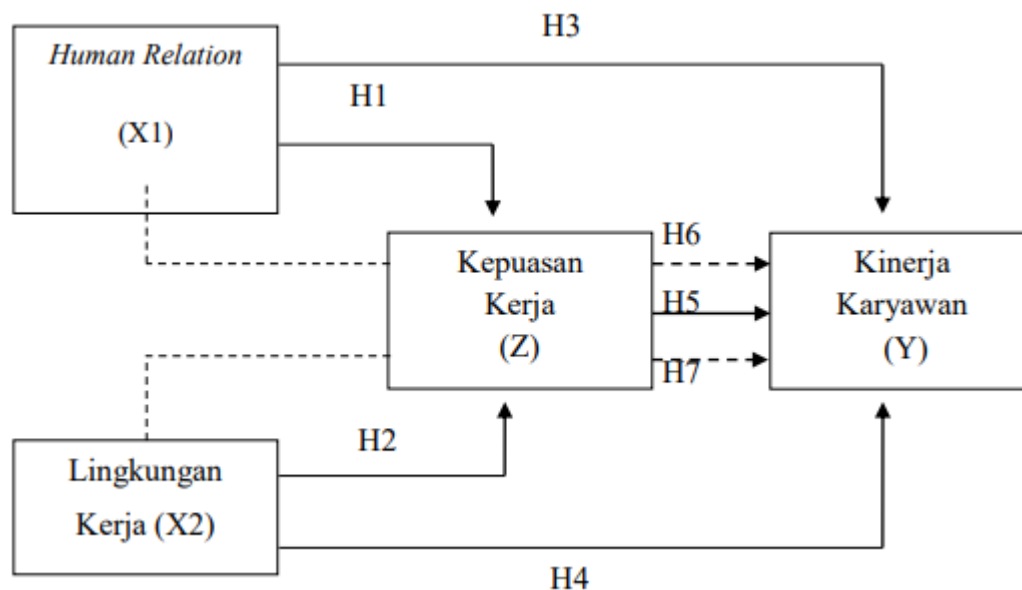 H3
Human Relation
(X1)
H1
H6
Kepuasan
Kerja
(Z)
H5
H7
Kinerja
Karyawan
(Y)
H2
Lingkungan
Kerja (X2)
H4